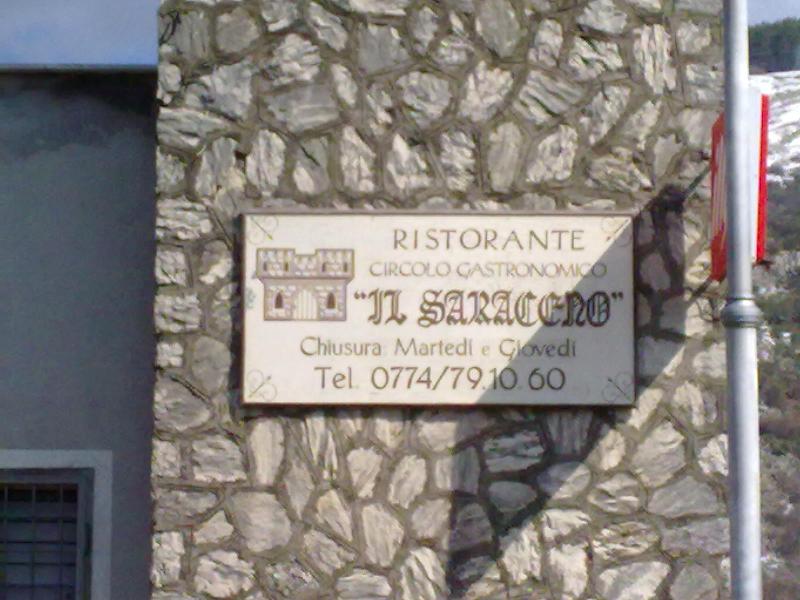 RISTORANTE
CIRCOLO GASTRONOMICO
"IL SARACENO"
Chiusura: Martedì e Giovedì
Tel. 0774/79.10.60